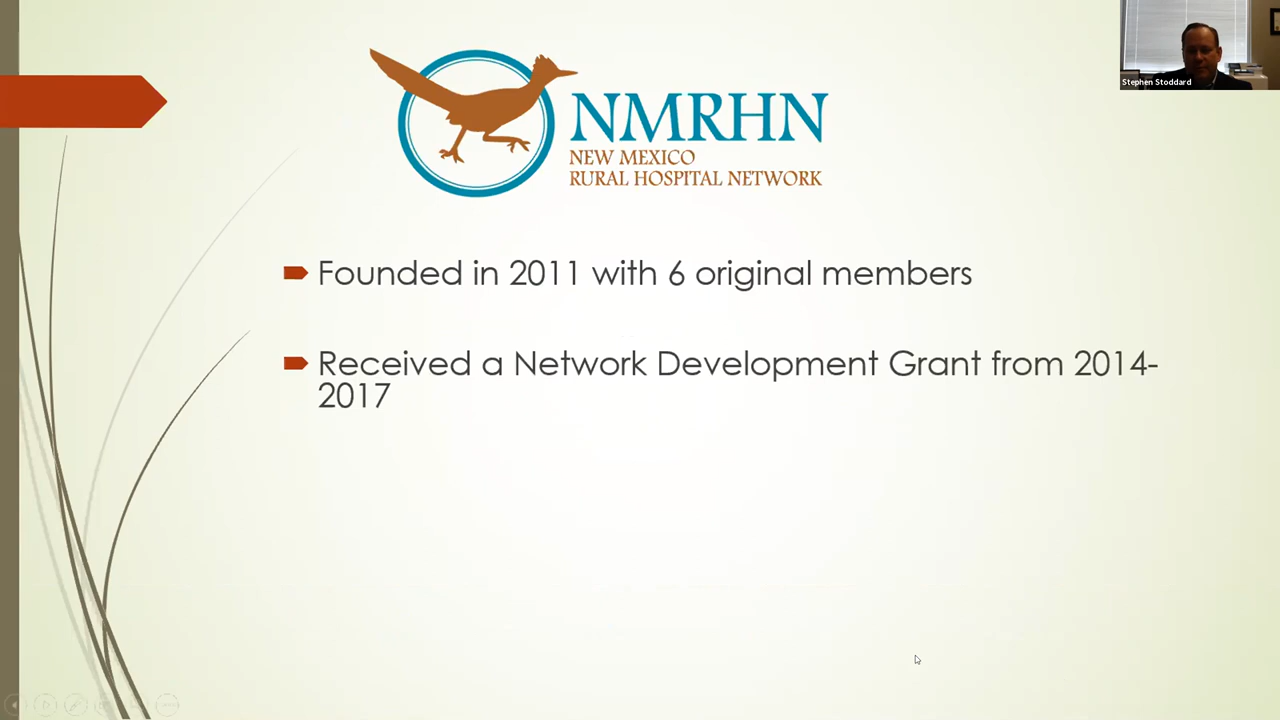 Stephen Stoddard
NMRHN
NEW MEXICO
RURAL HOSPITAL NETWORK
Founded in 2011 with 6 original members
Received a Network Development Grant from 2014-
2017